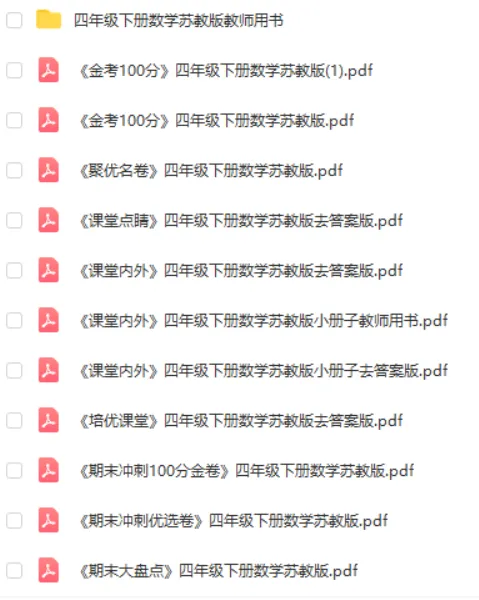 四年级下册数学苏教版教师用书
《金考100分》四年级下册数学苏教版(1).pdf
《金考100分》四年级下册数学苏教版.pdf
《聚优名卷》四年级下册数学苏教版.pdf
《课堂点睛》四年级下册数学苏教版去答案版.pdf
《课堂内外》四年级下册数学苏教版去答案版.pdf
《课堂内外》四年级下册数学苏教版小册子教师用书.pdf
《课堂内外》四年级下册数学苏教版小册子去答案版.pdf
《培优课堂》四年级下册数学苏教版去答案版.pdf
《期末冲刺100分金卷》四年级下册数学苏教版.pdf
《期末冲刺优选卷》四年级下册数学苏教版.pdf
《期末大盘点》四年级下册数学苏教版.pdf